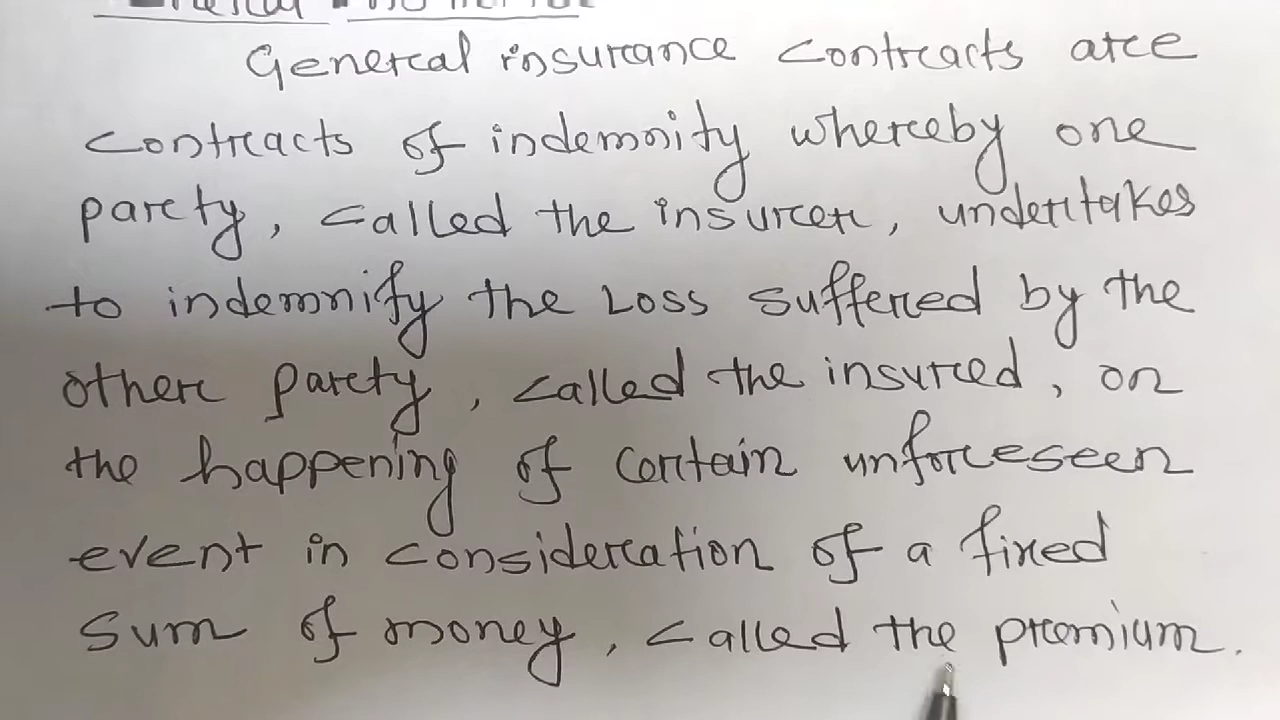 General insurance contracts are
contracts of indemnity whereby one
party, called the insurer, undertakes
to indemnify the Loss suffered by the
other party, called the insured, on
the happening of certain unforeseen
event in consideration of a fixed
sum of money, called the premium.